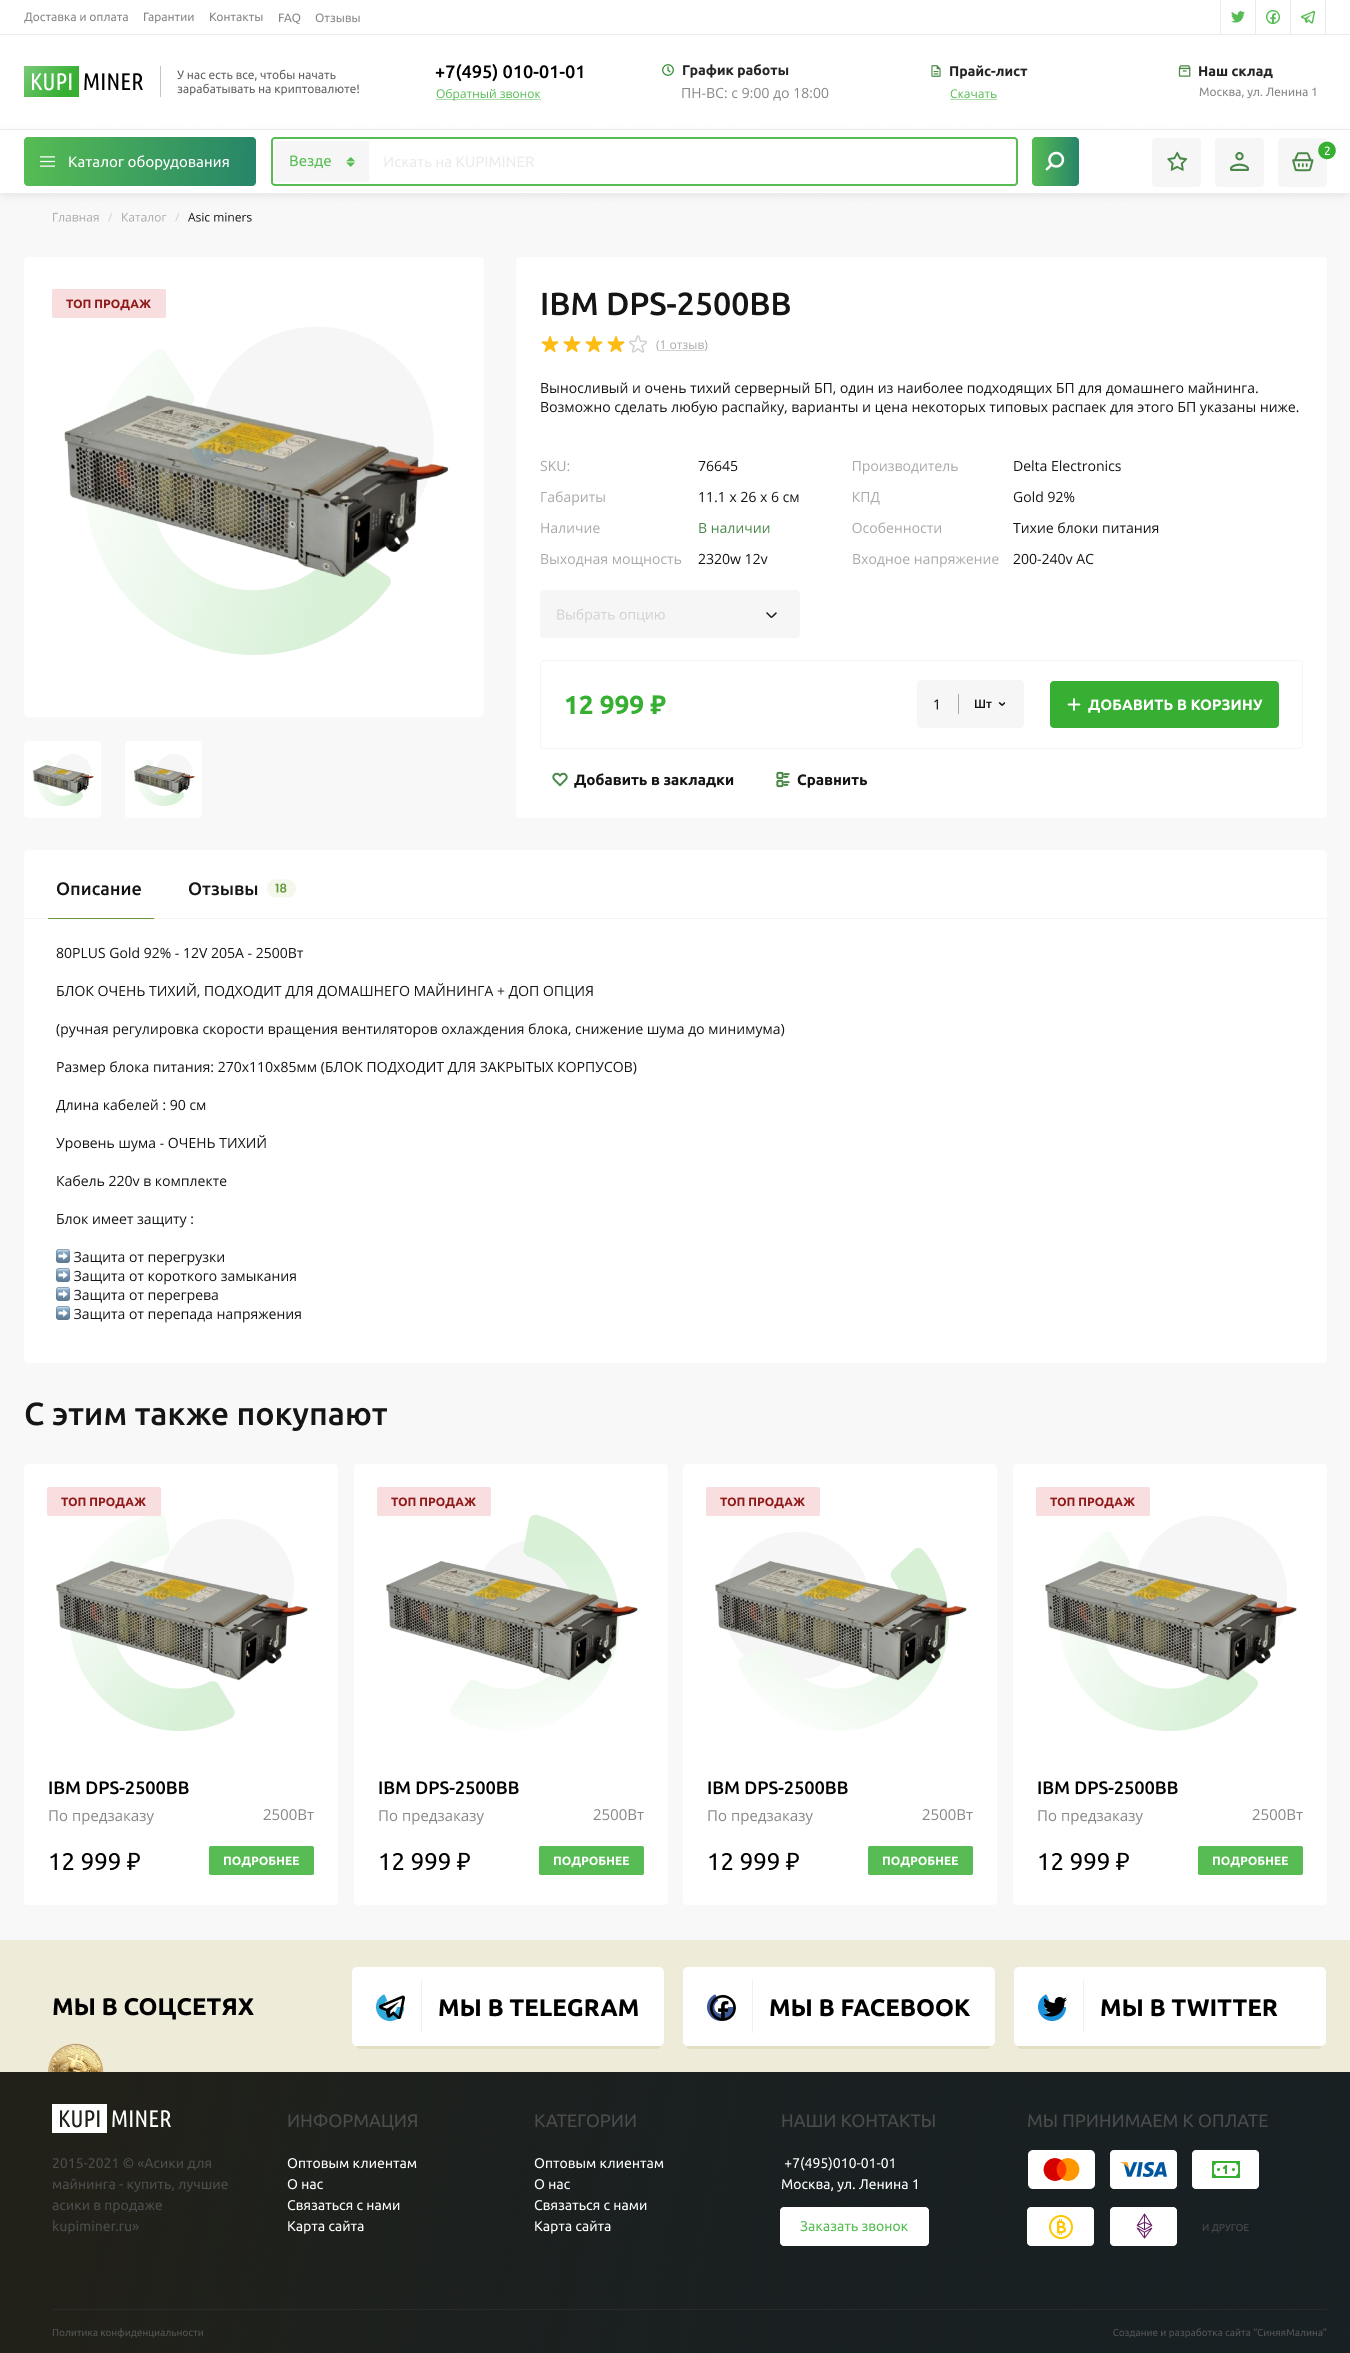 Доставка и оплата Гарантии Контакты FAQ Отзывы
KUPI MINER
У нас есть все, чтобы начать
зарабатывать на криптовалюте!
+7(495) 010-01-01
Обратный звонок
График работы
ПН-ВС: с 9:00 до 18:00
Прайс-лист
Скачать
Наш склад
Москва, ул. Ленина 1
Каталог оборудования
Везде
Искать на KUPIMINER
2
Главная / Каталог / Asic miners
ТОП ПРОДАЖ
IBM DPS-2500BB
(1 отзыв)
Выносливый и очень тихий серверный БП, один из наиболее подходящих БП для домашнего майнинга.
Возможно сделать любую распайку, варианты и цена некоторых типовых распаек для этого БП указаны ниже.
SKU: 76645 Производитель Delta Electronics
Габариты 11.1 x 26 x 6 см КПД Gold 92%
Наличие В наличии Особенности Тихие блоки питания
Выходная мощность 2320w 12v Входное напряжение 200-240v AC
Выбрать опцию
12 999 ₽
1 Шт
ДОБАВИТЬ В КОРЗИНУ
Добавить в закладки Сравнить
Описание Отзывы 18
80PLUS Gold 92% - 12V 205A - 2500Вт
БЛОК ОЧЕНЬ ТИХИЙ, ПОДХОДИТ ДЛЯ ДОМАШНЕГО МАЙНИНГА + ДОП ОПЦИЯ
(ручная регулировка скорости вращения вентиляторов охлаждения блока, снижение шума до минимума)
Размер блока питания: 270х110х85мм (БЛОК ПОДХОДИТ ДЛЯ ЗАКРЫТЫХ КОРПУСОВ)
Длина кабелей : 90 см
Уровень шума - ОЧЕНЬ ТИХИЙ
Кабель 220v в комплекте
Блок имеет защиту :
➡ Защита от перегрузки
➡ Защита от короткого замыкания
➡ Защита от перегрева
➡ Защита от перепада напряжения
С этим также покупают
ТОП ПРОДАЖ ТОП ПРОДАЖ ТОП ПРОДАЖ ТОП ПРОДАЖ
IBM DPS-2500BB IBM DPS-2500BB IBM DPS-2500BB IBM DPS-2500BB
По предзаказу 2500Вт По предзаказу 2500Вт По предзаказу 2500Вт По предзаказу 2500Вт
12 999 ₽ ПОДРОБНЕЕ 12 999 ₽ ПОДРОБНЕЕ 12 999 ₽ ПОДРОБНЕЕ 12 999 ₽ ПОДРОБНЕЕ
МЫ В СОЦСЕТЯХ
МЫ В TELEGRAM
МЫ В FACEBOOK
МЫ В TWITTER
KUPI MINER
2015-2021 © «Асики для
майнинга - купить, лучшие
асики в продаже
kupiminer.ru»
ИНФОРМАЦИЯ
Оптовым клиентам
О нас
Связаться с нами
Карта сайта
КАТЕГОРИИ
Оптовым клиентам
О нас
Связаться с нами
Карта сайта
НАШИ КОНТАКТЫ
+7(495)010-01-01
Москва, ул. Ленина 1
Заказать звонок
МЫ ПРИНИМАЕМ К ОПЛАТЕ
VISA
1
И ДРУГОЕ
Политика конфиденциальности
Создание и разработка сайта "СиняяМалина"